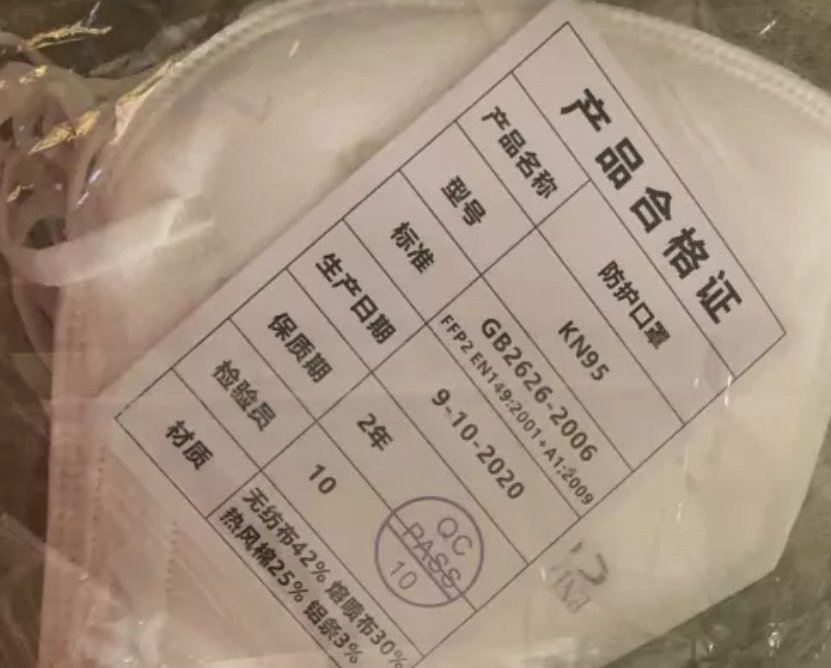 产品合格证
产品名称 防护口罩
型号 KN95
标准 GB2626-2006
FFP2 EN149:2001+A1:2009
生产日期 9-10-2020
保质期 2年
检验员 10
QC
PASS
10
材质 无纺布42% 熔喷布30%
热风棉25% 铝条3%